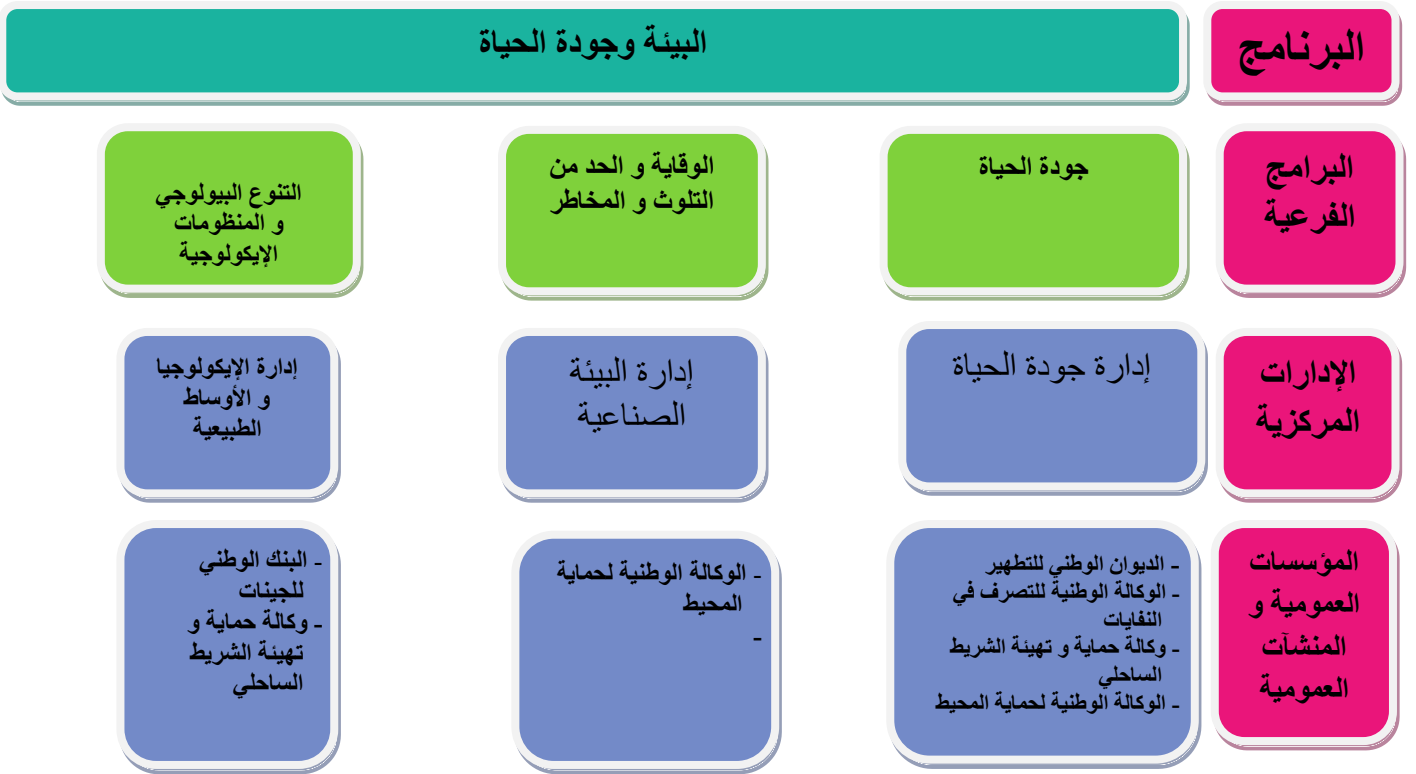 البرنامج
البيئة وجودة الحياة
البرامج
الفرعية
جودة الحياة
الوقاية و الحد من
التلوث و المخاطر
التنوع البيولوجي
و المنظومات
الإيكولوجية
الإدارات
المركزية
إدارة جودة الحياة
إدارة البيئة
الصناعية
إدارة الإيكولوجيا
و الأوساط
الطبيعية
المؤسسات
العمومية و
المنشآت
العمومية
- الديوان الوطني للتطهير
- الوكالة الوطنية للتصرف في
النفايات
- وكالة حماية و تهيئة الشريط
الساحلي
- الوكالة الوطنية لحماية المحيط
- الوكالة الوطنية لحماية
المحيط
-
- البنك الوطني
للجينات
- وكالة حماية و
تهيئة الشريط
الساحلي